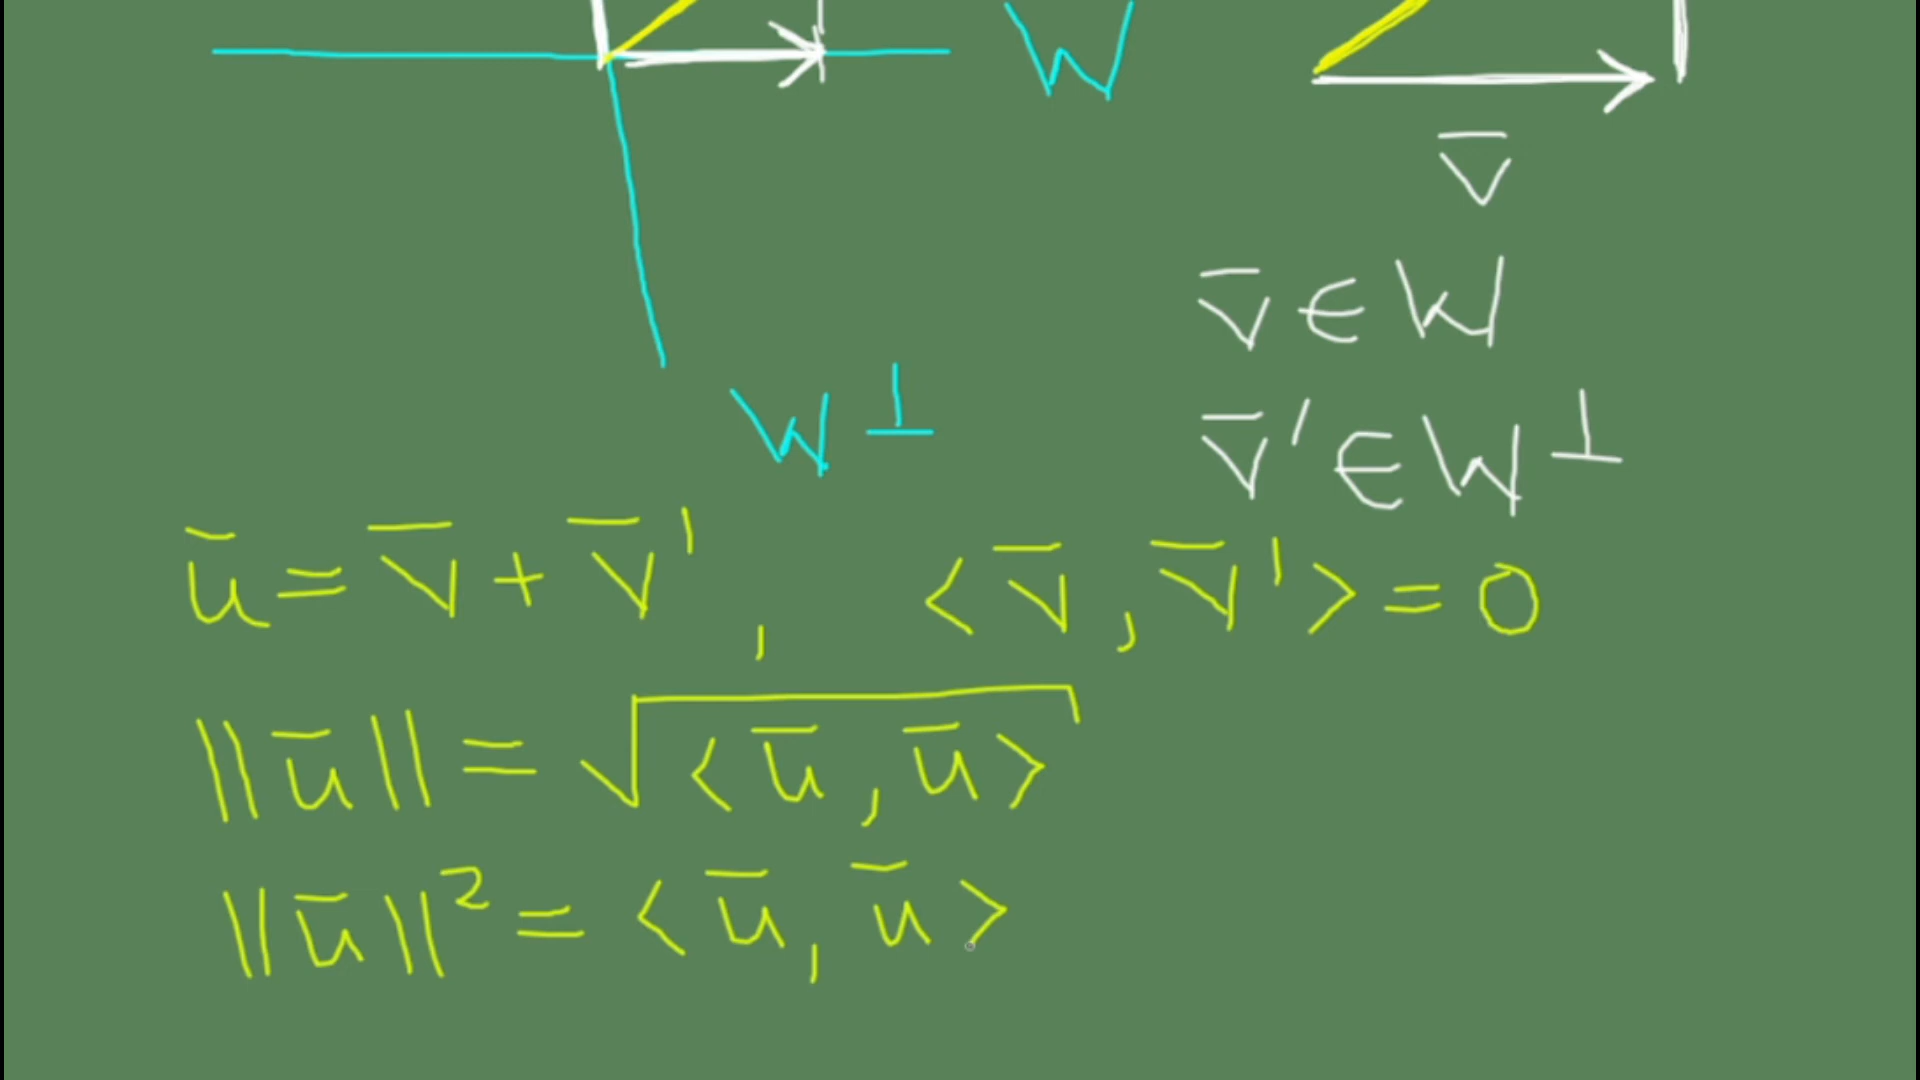 W
v̅
v̅ ∈ W
v̅' ∈ W⊥
W⊥
u̅ = v̅ + v̅' , <v̅, v̅'> = 0
||u̅|| = √<u̅, u̅>
||u̅||² = <u̅, u̅>